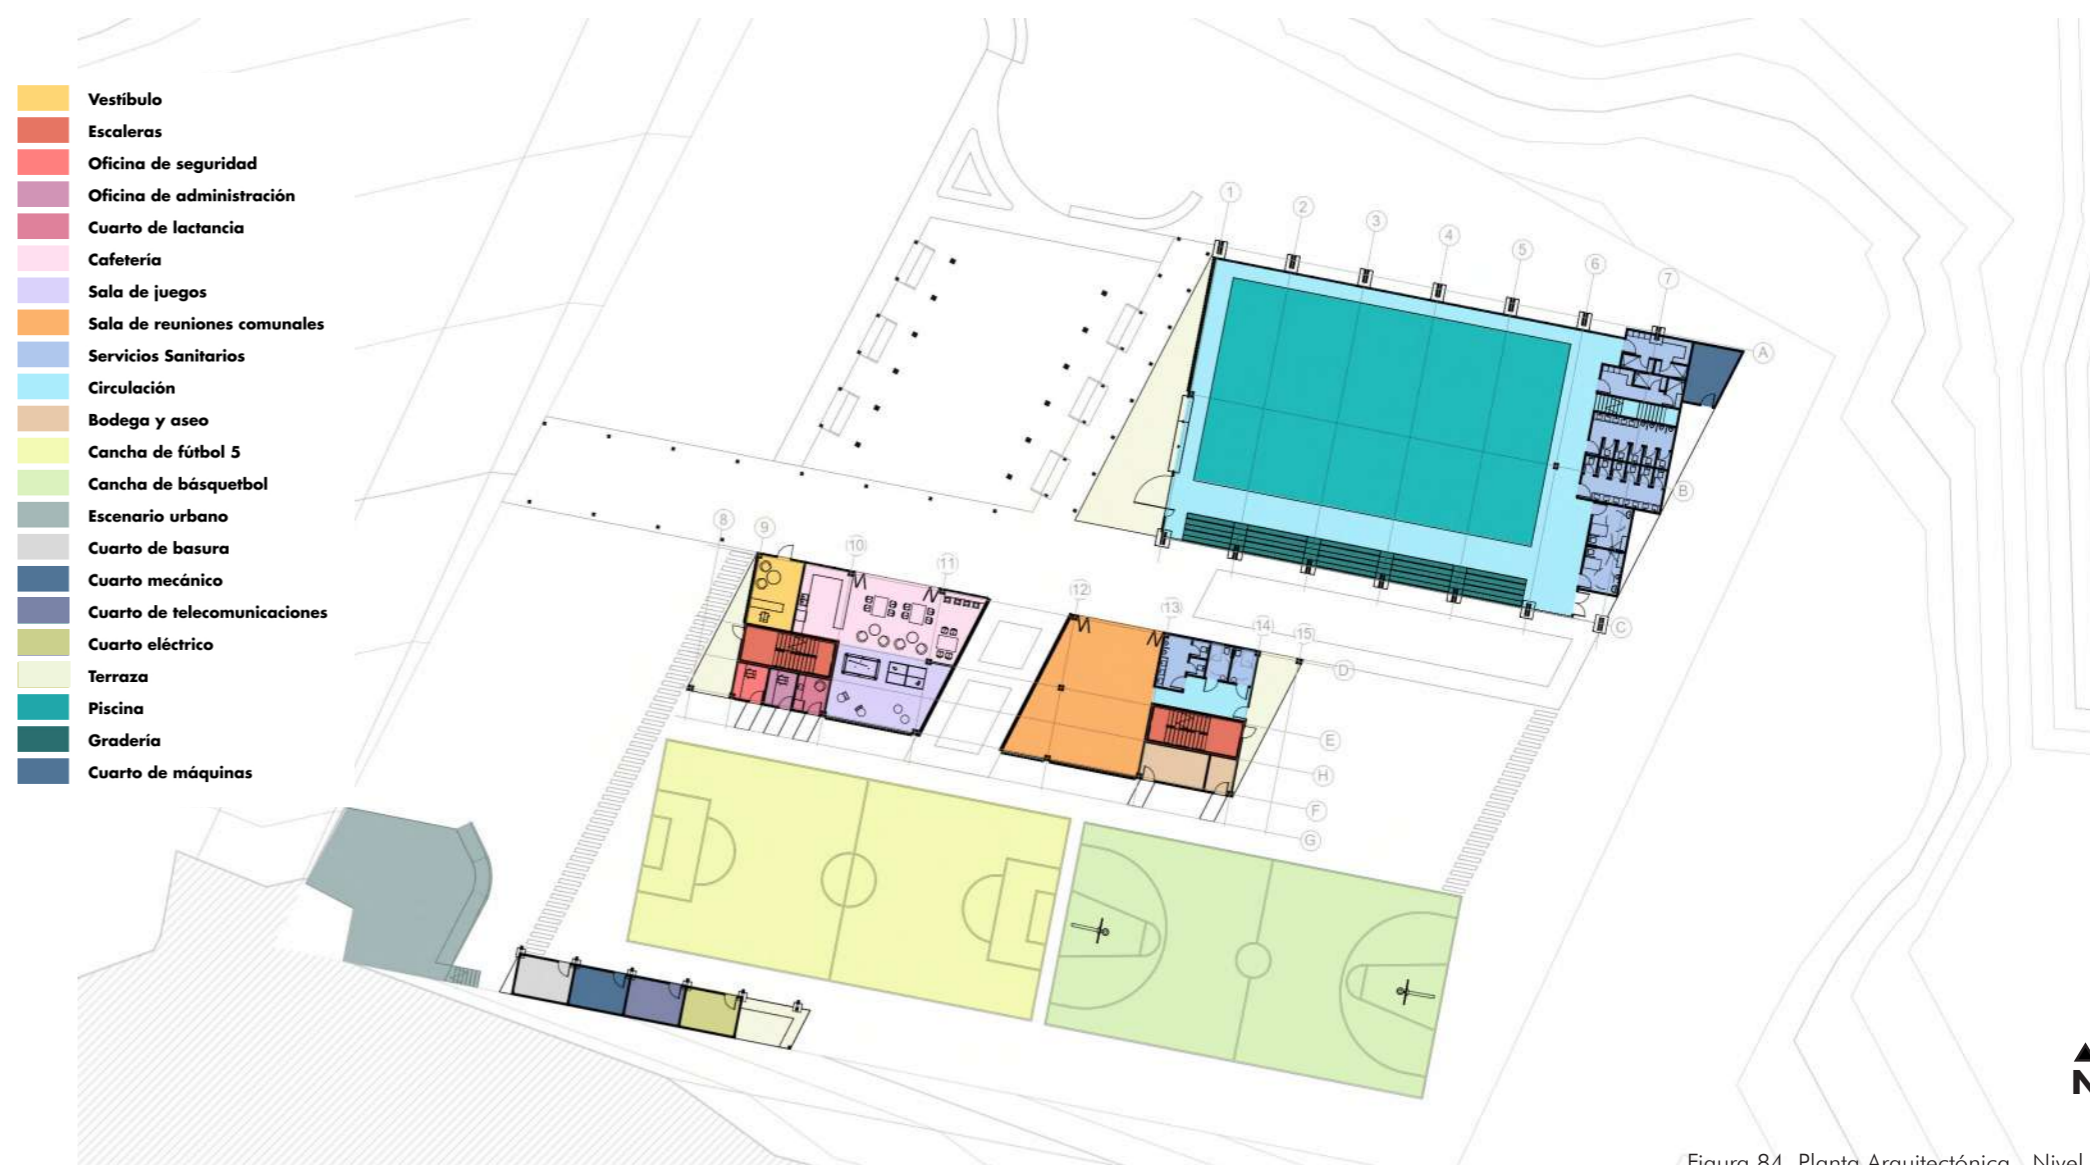 Vestíbulo
Escaleras
Oficina de seguridad
Oficina de administración
Cuarto de lactancia
Cafetería
Sala de juegos
Sala de reuniones comunales
Servicios Sanitarios
Circulación
Bodega y aseo
Cancha de fútbol 5
Cancha de básquetbol
Escenario urbano
Cuarto de basura
Cuarto mecánico
Cuarto de telecomunicaciones
Cuarto eléctrico
Terraza
Piscina
Gradería
Cuarto de máquinas
1
2
3
4
5
6
7
A
B
C
8
9
10
11
12
13
14
15
D
E
H
F
G
N
Figura 84. Planta Arquitectónica - Nivel